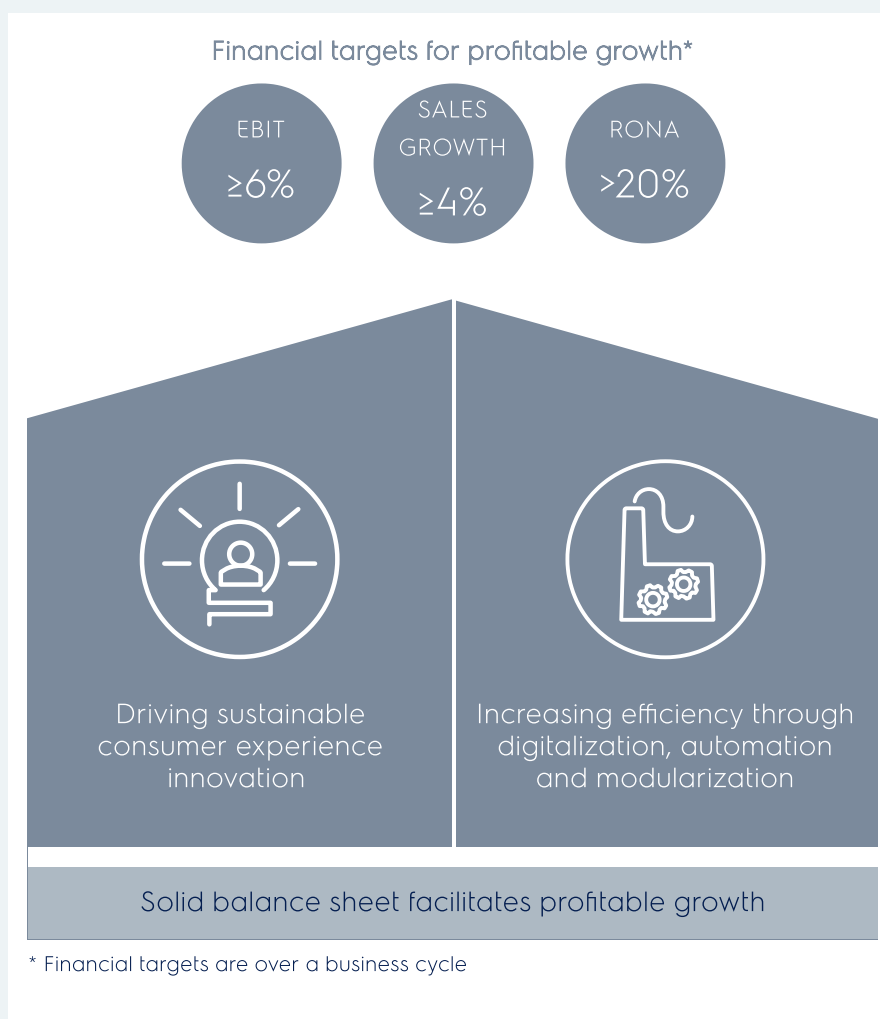 Financial targets for profitable growth*
EBIT
≥6%
SALES
GROWTH
≥4%
RONA
>20%
Driving sustainable
consumer experience
innovation
Increasing efficiency through
digitalization, automation
and modularization
Solid balance sheet facilitates profitable growth
* Financial targets are over a business cycle